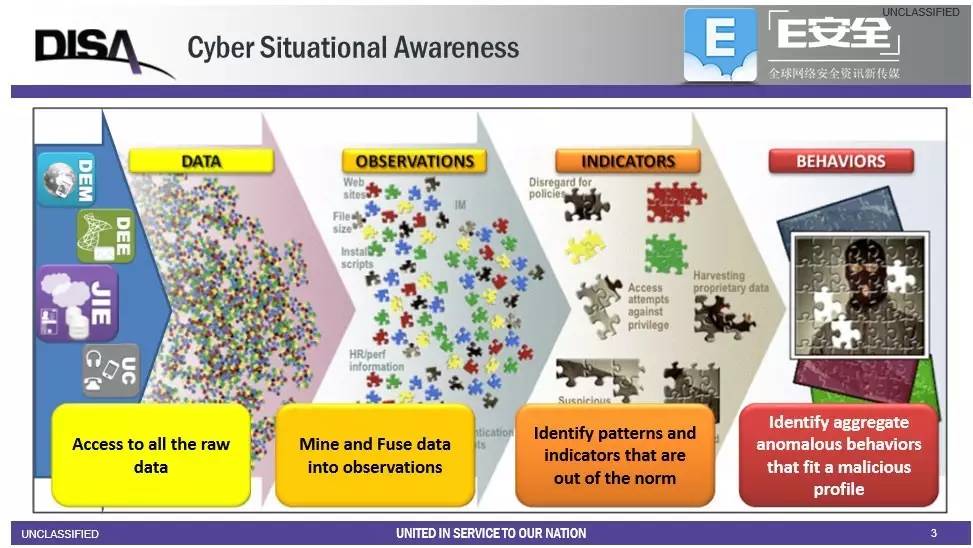 UNCLASSIFIED
DISA
Cyber Situational Awareness
E
E安全
全球网络安全资讯新传媒
DATA
OBSERVATIONS
INDICATORS
BEHAVIORS
DEM
DEE
JIE
UC
Web
sites
IM
File
size
Install
scripts
HR/perf
information
Disregard for
policies
Access
attempts
against
privilege
Harvesting
proprietary data
Suspicious
Access to all the raw
data
Mine and Fuse data
into observations
Identify patterns and
indicators that are
out of the norm
Identify aggregate
anomalous behaviors
that fit a malicious
profile
UNCLASSIFIED
UNITED IN SERVICE TO OUR NATION
3